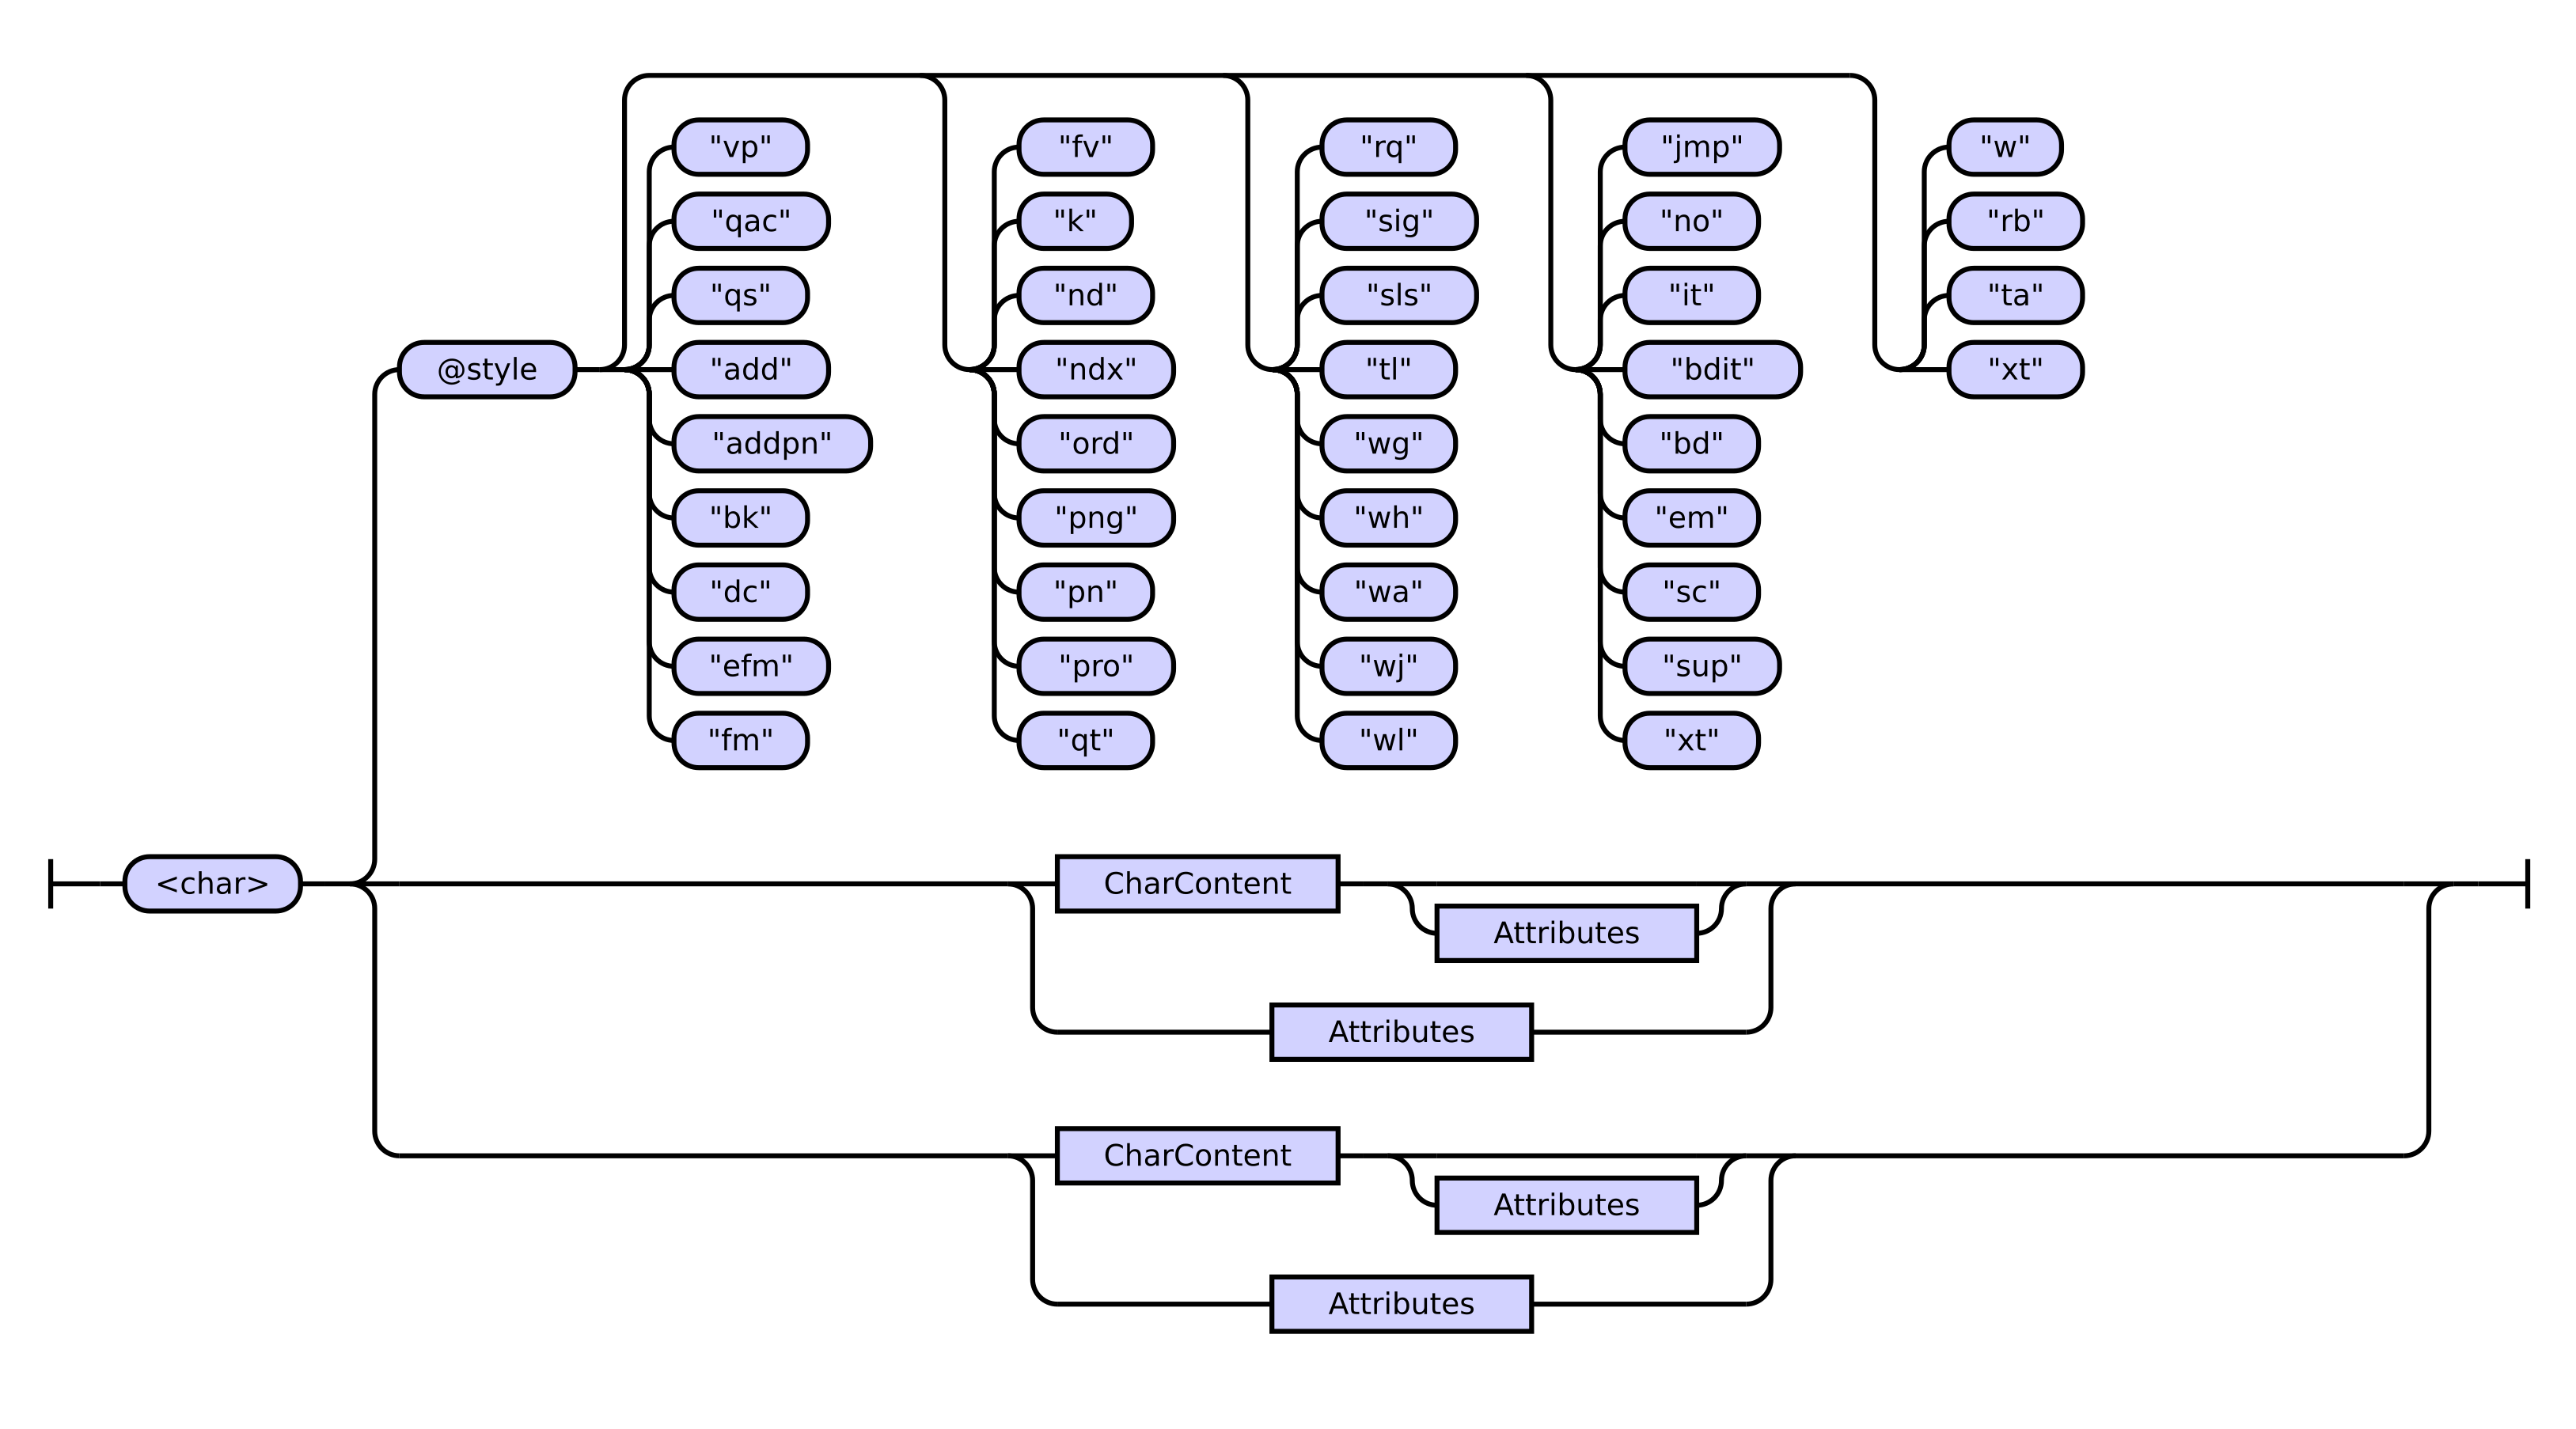 "vp"
"qac"
"qs"
"add"
"addpn"
"bk"
"dc"
"efm"
"fm"
"fv"
"k"
"nd"
"ndx"
"ord"
"png"
"pn"
"pro"
"qt"
"rq"
"sig"
"sls"
"tl"
"wg"
"wh"
"wa"
"wj"
"wl"
"jmp"
"no"
"it"
"bdit"
"bd"
"em"
"sc"
"sup"
"xt"
"w"
"rb"
"ta"
"xt"
@style
<char>
CharContent
Attributes
Attributes
CharContent
Attributes
Attributes